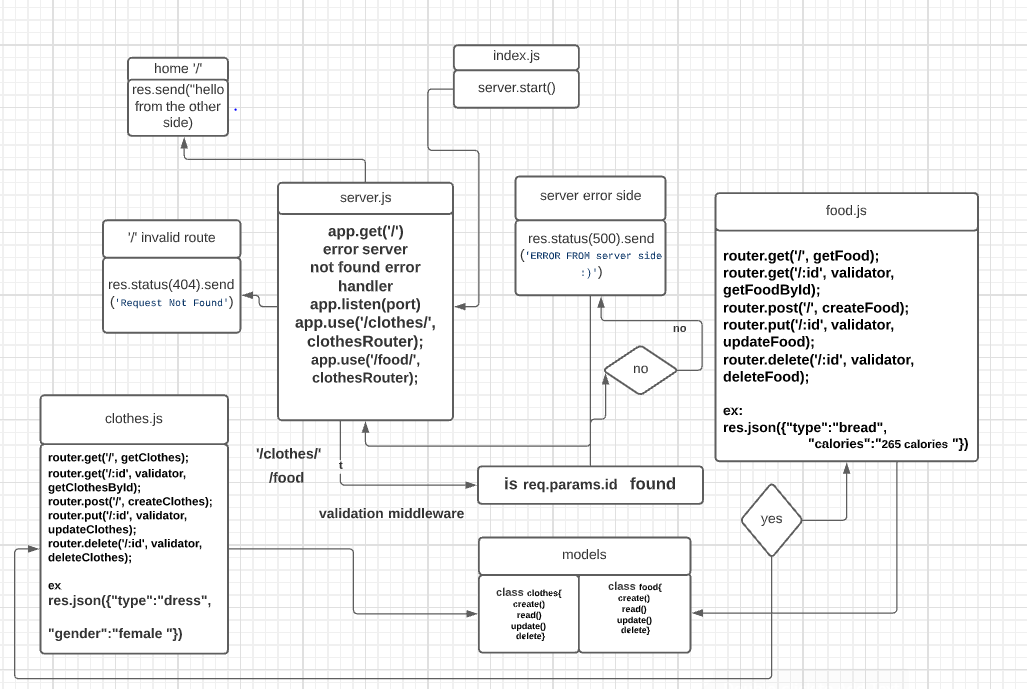 home '/'
res.send("hello
from the other
side)
index.js
server.start()
server.js
app.get('/')
error server
not found error
handler
app.listen(port)
app.use('/clothes/',
clothesRouter);
app.use('/food/',
clothesRouter);
'/' invalid route
res.status(404).send
('Request Not Found')
server error side
res.status(500).send
('ERROR FROM server side
:)')
no
no
food.js
router.get('/', getFood);
router.get('/:id', validator,
getFoodById);
router.post('/', createFood);
router.put('/:id', validator,
updateFood);
router.delete('/:id', validator,
deleteFood);
ex:
res.json({"type":"bread",
"calories":"265 calories "})
clothes.js
router.get('/', getClothes);
router.get('/:id', validator,
getClothesById);
router.post('/', createClothes);
router.put('/:id', validator,
updateClothes);
router.delete('/:id', validator,
deleteClothes);
ex
res.json({"type":"dress",
"gender":"female "})
'/clothes/'
/food
t
is req.params.id found
validation middleware
yes
models
class clothes{
create()
read()
update()
delete}
class food{
create()
read()
update()
delete}